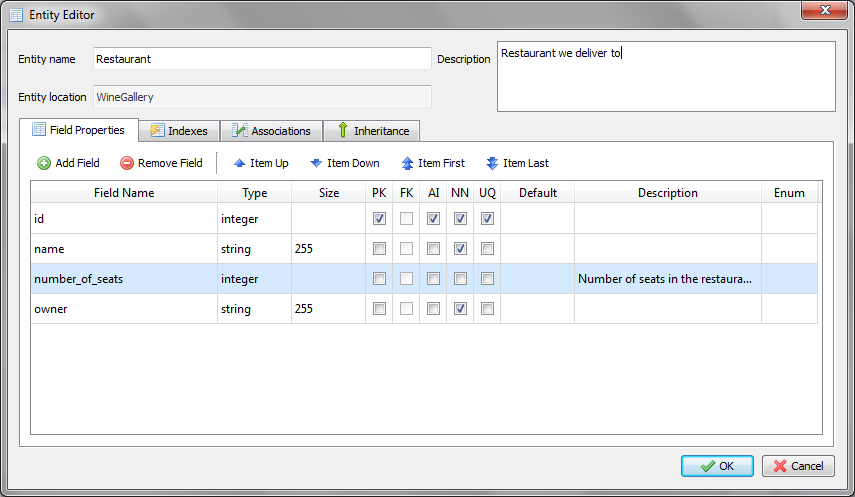 Entity Editor
Entity name Restaurant Description Restaurant we deliver to
Entity location WineGallery
Field Properties Indexes Associations Inheritance
Add Field Remove Field Item Up Item Down Item First Item Last
Field Name Type Size PK FK AI NN UQ Default Description Enum
id integer
name string 255
number_of_seats integer Number of seats in the restaura...
owner string 255
OK Cancel